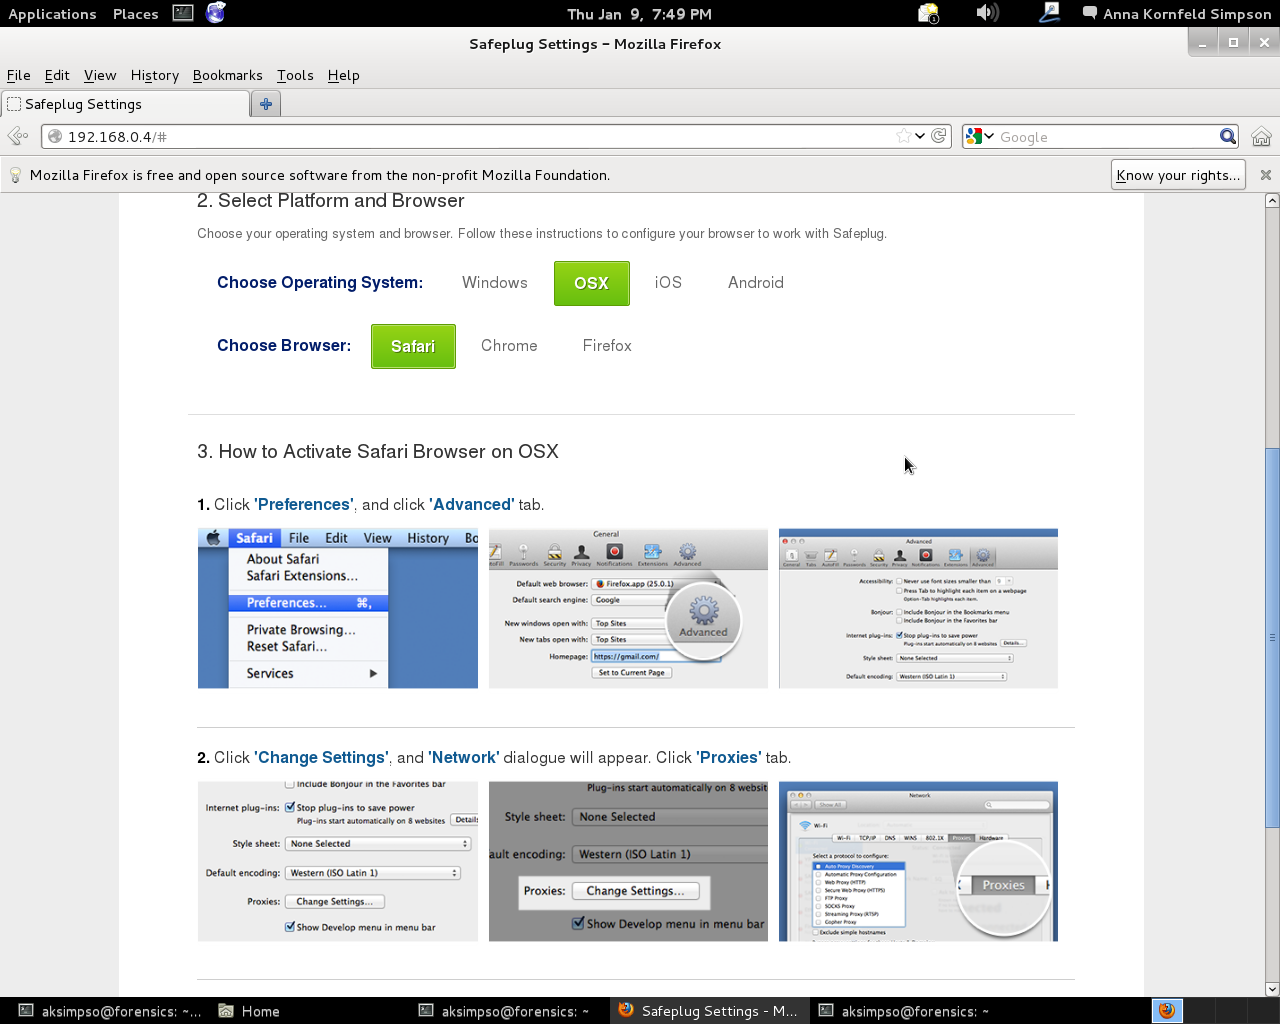 Applications Places Thu Jan 9, 7:49 PM 1 Anna Kornfeld Simpson
Safeplug Settings - Mozilla Firefox
File Edit View History Bookmarks Tools Help
Safeplug Settings
192.168.0.4/# Google
Mozilla Firefox is free and open source software from the non-profit Mozilla Foundation. Know your rights...
2. Select Platform and Browser
Choose your operating system and browser. Follow these instructions to configure your browser to work with Safeplug.
Choose Operating System: Windows OSX iOS Android
Choose Browser: Safari Chrome Firefox
3. How to Activate Safari Browser on OSX
1. Click 'Preferences', and click 'Advanced' tab.
Safari File Edit View History Bo
About Safari
Safari Extensions...
Preferences... ⌘,
Private Browsing...
Reset Safari...
Services
General
AutoFill Passwords Security Privacy Notifications Extensions Advanced
Default web browser: Firefox.app (25.0.1)
Default search engine: Google
New windows open with: Top Sites
New tabs open with: Top Sites
Homepage: https://gmail.com/
Set to Current Page
Advanced
Advanced
General Tabs AutoFill Passwords Security Privacy Notifications Extensions Advanced
Accessibility: Never use font sizes smaller than 9
Press Tab to highlight each item on a webpage
Option-Tab highlights each item.
Bonjour: Include Bonjour in the Bookmarks menu
Include Bonjour in the Favorites bar
Internet plug-ins: Stop plug-ins to save power
Plug-ins start automatically on 8 websites Details...
Style sheet: None Selected
Default encoding: Western (ISO Latin 1)
2. Click 'Change Settings', and 'Network' dialogue will appear. Click 'Proxies' tab.
Include Bonjour in the Favorites bar
Internet plug-ins: Stop plug-ins to save power
Plug-ins start automatically on 8 websites Details
Style sheet: None Selected
Default encoding: Western (ISO Latin 1)
Proxies: Change Settings...
Show Develop menu in menu bar
Plug-ins start automatically on 8 websit
Style sheet: None Selected
ault encoding: Western (ISO Latin 1)
Proxies: Change Settings...
Show Develop menu in menu bar
Network
Show All
Wi-Fi
Wi-Fi TCP/IP DNS WINS 802.1X Proxies Hardware
Select a protocol to configure:
Auto Proxy Discovery
Automatic Proxy Configuration
Web Proxy (HTTP)
Secure Web Proxy (HTTPS)
FTP Proxy
SOCKS Proxy
Streaming Proxy (RTSP)
Gopher Proxy
Exclude simple hostnames
Proxies
aksimpso@forensics: ~... Home aksimpso@forensics: ~ Safeplug Settings - M... aksimpso@forensics: ~